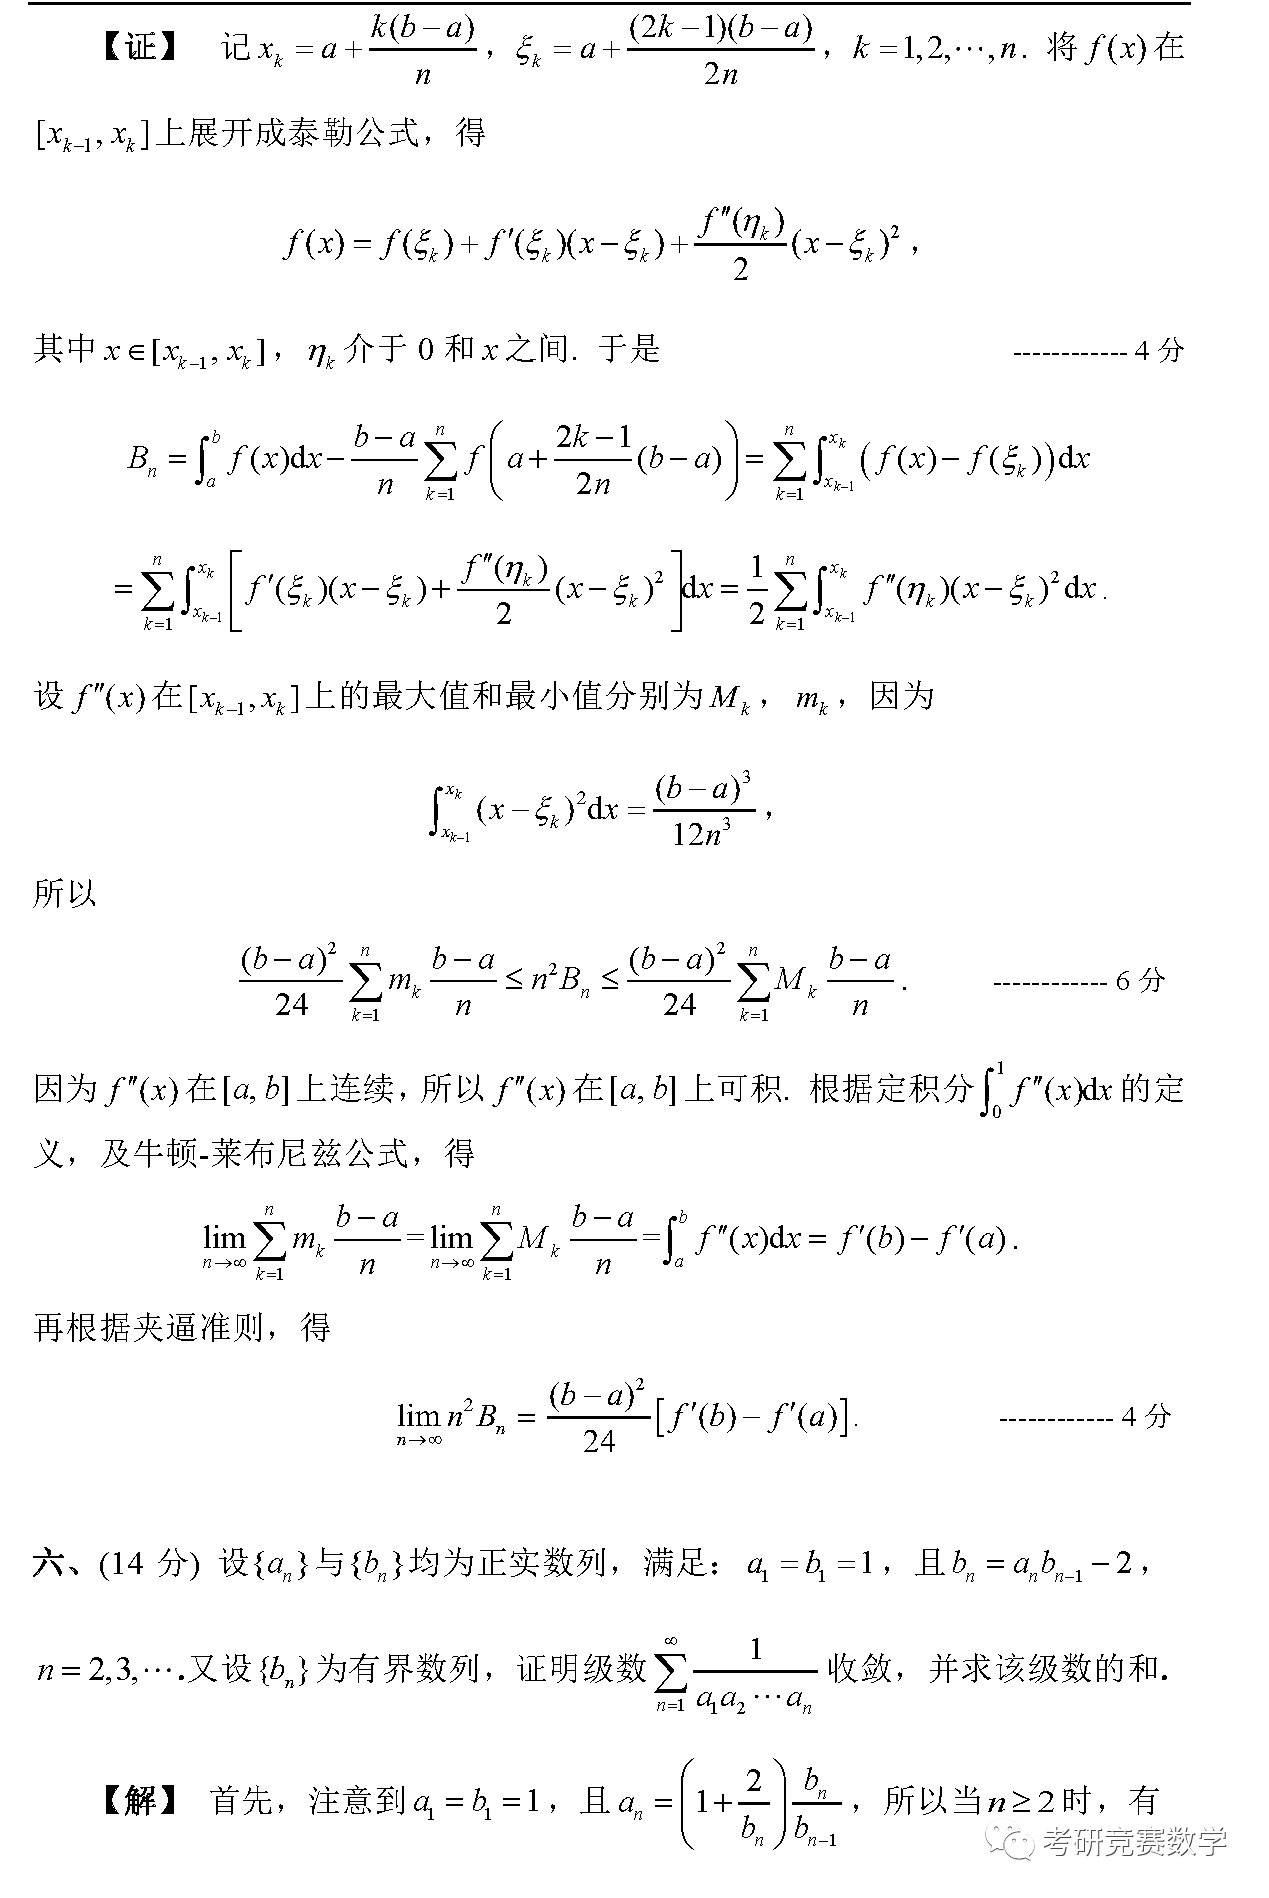 【证】 记 $x_k = a + \frac{k(b-a)}{n}$，$\xi_k = a + \frac{(2k-1)(b-a)}{2n}$，$k = 1,2,\cdots,n$. 将 $f(x)$ 在
$[x_{k-1}, x_k]$ 上展开成泰勒公式，得
$f(x) = f(\xi_k) + f'(\xi_k)(x-\xi_k) + \frac{f''(\eta_k)}{2}(x-\xi_k)^2$，
其中 $x \in [x_{k-1}, x_k]$，$\eta_k$ 介于 0 和 $x$ 之间. 于是 ------------ 4 分
$B_n = \int_a^b f(x)\mathrm{d}x - \frac{b-a}{n}\sum_{k=1}^n f\left(a + \frac{2k-1}{2n}(b-a)\right) = \sum_{k=1}^n \int_{x_{k-1}}^{x_k} (f(x) - f(\xi_k))\mathrm{d}x$
$= \sum_{k=1}^n \int_{x_{k-1}}^{x_k} \left[f'(\xi_k)(x-\xi_k) + \frac{f''(\eta_k)}{2}(x-\xi_k)^2\right]\mathrm{d}x = \frac{1}{2}\sum_{k=1}^n \int_{x_{k-1}}^{x_k} f''(\eta_k)(x-\xi_k)^2\mathrm{d}x$.
设 $f''(x)$ 在 $[x_{k-1}, x_k]$ 上的最大值和最小值分别为 $M_k$，$m_k$，因为
$\int_{x_{k-1}}^{x_k} (x-\xi_k)^2\mathrm{d}x = \frac{(b-a)^3}{12n^3}$，
所以
$\frac{(b-a)^2}{24}\sum_{k=1}^n m_k \frac{b-a}{n} \leq n^2 B_n \leq \frac{(b-a)^2}{24}\sum_{k=1}^n M_k \frac{b-a}{n}$. ------------ 6 分
因为 $f''(x)$ 在 $[a, b]$ 上连续，所以 $f''(x)$ 在 $[a, b]$ 上可积. 根据定积分 $\int_0^1 f''(x)\mathrm{d}x$ 的定
义，及牛顿-莱布尼兹公式，得
$\lim_{n\to\infty}\sum_{k=1}^n m_k \frac{b-a}{n} = \lim_{n\to\infty}\sum_{k=1}^n M_k \frac{b-a}{n} = \int_a^b f''(x)\mathrm{d}x = f'(b) - f'(a)$.
再根据夹逼准则，得
$\lim_{n\to\infty} n^2 B_n = \frac{(b-a)^2}{24}[f'(b) - f'(a)]$. ------------ 4 分
六、(14 分) 设$\{a_n\}$与$\{b_n\}$均为正实数列，满足：$a_1 = b_1 = 1$，且$b_n = a_n b_{n-1} - 2$，
$n = 2,3,\cdots$.又设$\{b_n\}$为有界数列，证明级数$\sum_{n=1}^\infty \frac{1}{a_1 a_2 \cdots a_n}$收敛，并求该级数的和.
【解】 首先，注意到$a_1 = b_1 = 1$，且$a_n = \left(1 + \frac{2}{b_n}\right)\frac{b_n}{b_{n-1}}$，所以当$n \geq 2$时，有
考研竞赛数学